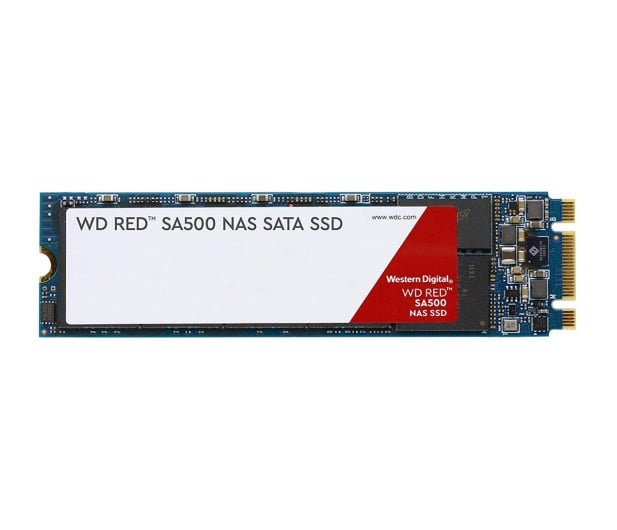 WD RED™ SA500 NAS SATA SSD
www.wdc.com
Western Digital®
WD RED™
SA500
NAS SSD
B
M